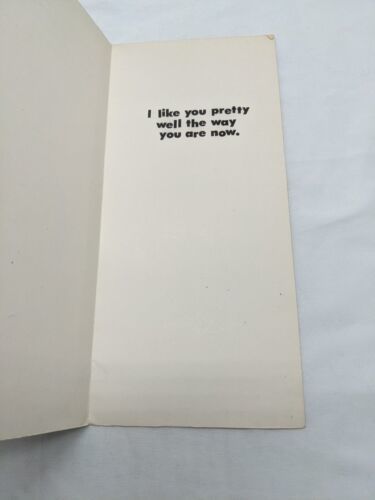 I like you pretty
well the way
you are now.